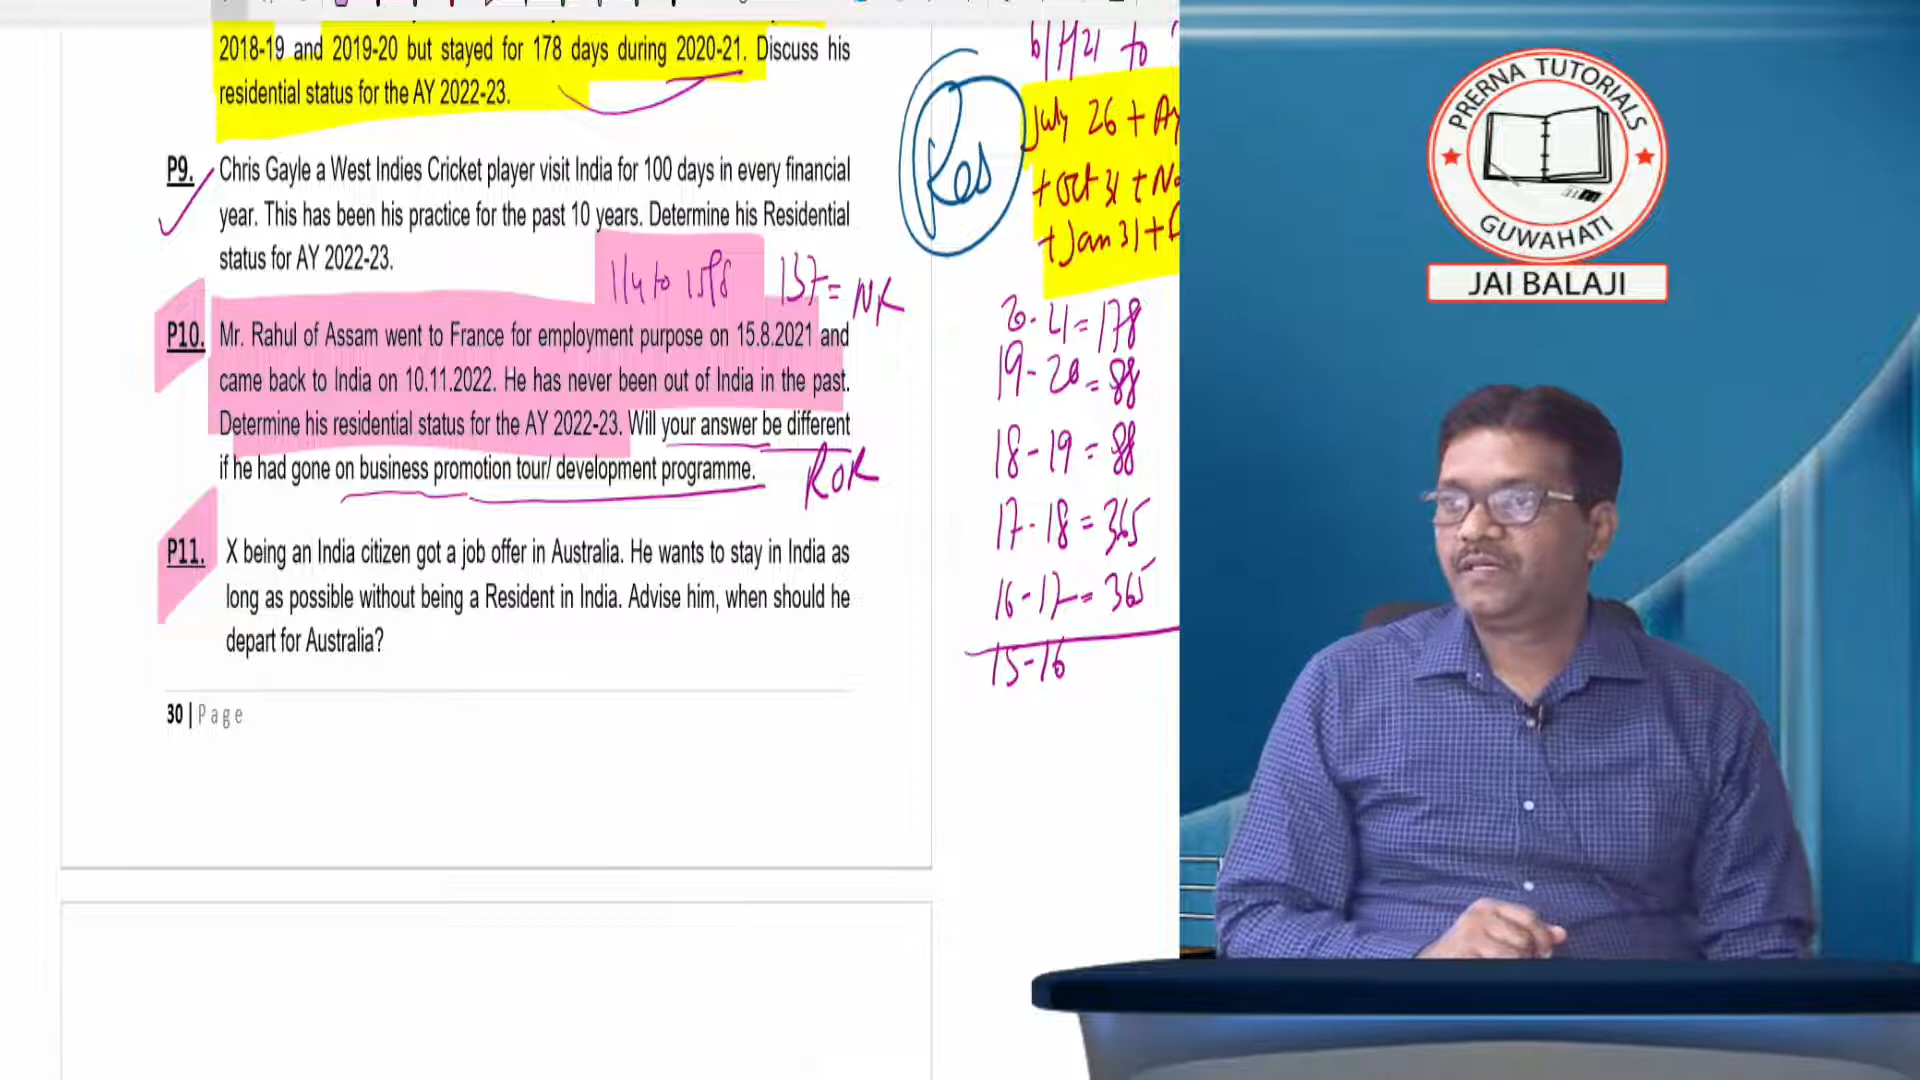 2018-19 and 2019-20 but stayed for 178 days during 2020-21. Discuss his
residential status for the AY 2022-23.
P9. Chris Gayle a West Indies Cricket player visit India for 100 days in every financial
year. This has been his practice for the past 10 years. Determine his Residential
status for AY 2022-23.
1/4 to 15/8 137 = NR
P10. Mr. Rahul of Assam went to France for employment purpose on 15.8.2021 and
came back to India on 10.11.2022. He has never been out of India in the past.
Determine his residential status for the AY 2022-23. Will your answer be different
if he had gone on business promotion tour/ development programme.
ROR
P11. X being an India citizen got a job offer in Australia. He wants to stay in India as
long as possible without being a Resident in India. Advise him, when should he
depart for Australia?
30 | Page
to
Res
July 26 +
+ Oct 31 +
+ Jan 31 +
= 178
19-20 = 88
18-19 = 88
17-18 = 365
16-17 = 365
15-16
PRERNA TUTORIALS
GUWAHATI
JAI BALAJI